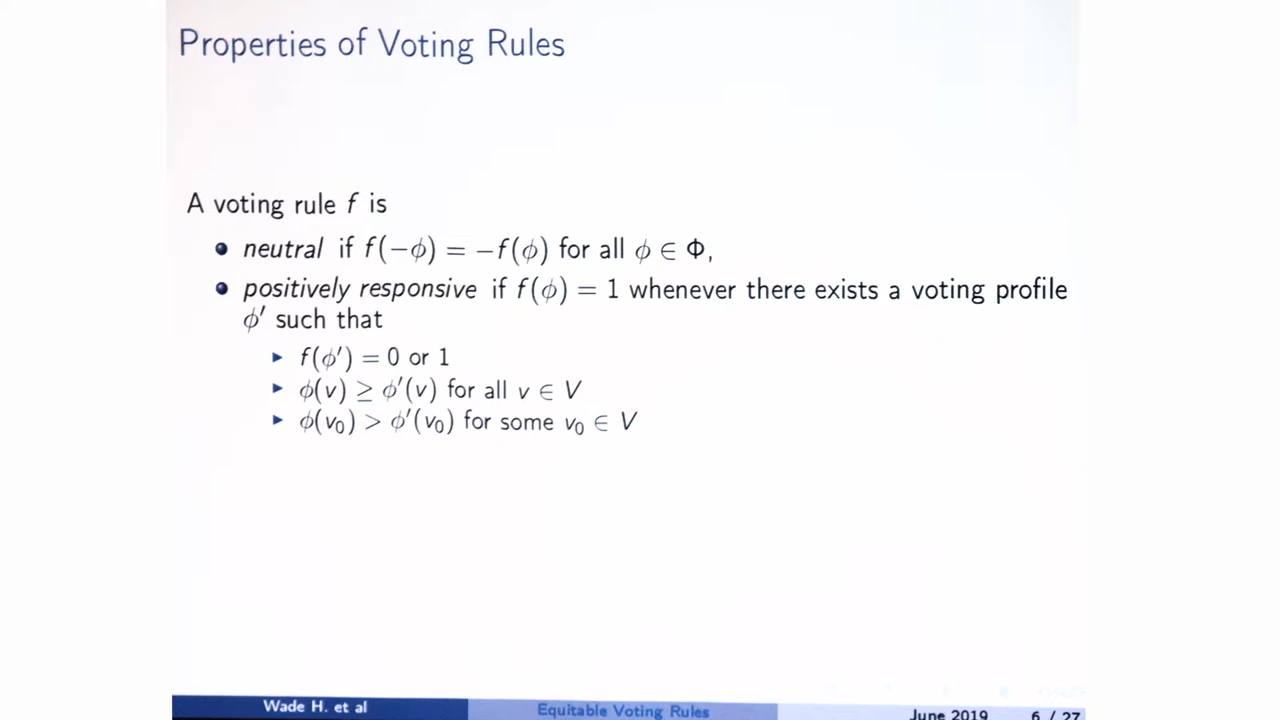 Properties of Voting Rules
A voting rule f is
neutral if f(−ϕ) = −f(ϕ) for all ϕ ∈ Φ,
positively responsive if f(ϕ) = 1 whenever there exists a voting profile
ϕ′ such that
f(ϕ′) = 0 or 1
ϕ(v) ≥ ϕ′(v) for all v ∈ V
ϕ(v₀) > ϕ′(v₀) for some v₀ ∈ V
Wade H. et al Equitable Voting Rules June 2019 6 / 27